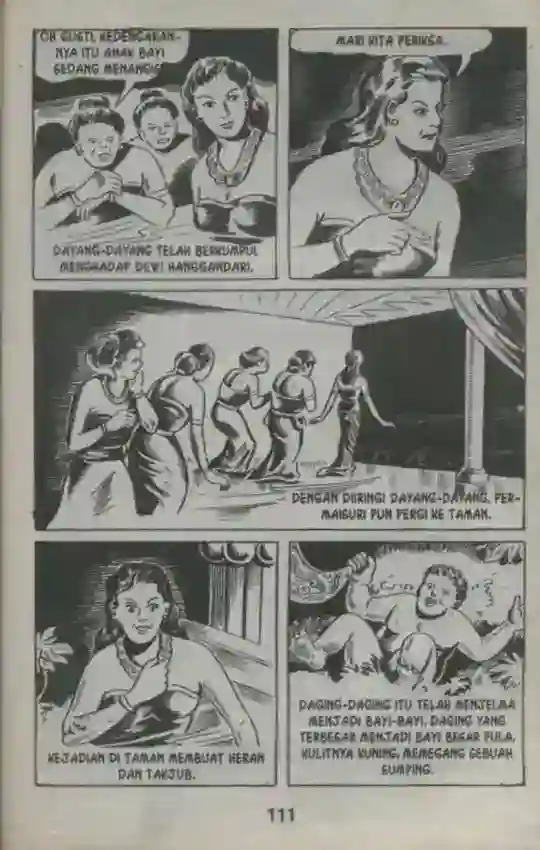 OH GUSTI, KEDENGARAN-
NYA ITU ANAK BAYI
SEDANG MENANGIS
DAYANG-DAYANG TELAH BERKUMPUL
MENGHADAP DEWI HANGGANDARI.
MARI KITA PERIKSA.
DENGAN DIIRINGI DAYANG-DAYANG, PER-
MAISURI PUN PERGI KE TAMAN.
KEJADIAN DI TAMAN MEMBUAT HERAN
DAN TAKJUB.
DAGING-DAGING ITU TELAH MENJELMA
MENJADI BAYI-BAYI. DAGING YANG
TERBESAR MENJADI BAYI BESAR PULA,
KULITNYA KUNING, MEMEGANG SEBUAH
SUMPING.
111